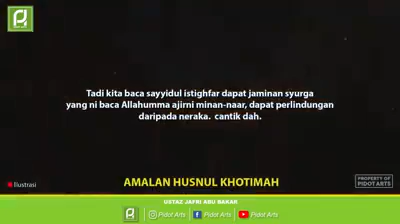 PIDOT ARTS
Tadi kita baca sayyidul istighfar dapat jaminan syurga
yang ni baca Allahumma ajirni minan-naar, dapat perlindungan
daripada neraka.  cantik dah.
Ilustrasi
AMALAN HUSNUL KHOTIMAH
PROPERTY OF
PIDOT ARTS
USTAZ JAFRI ABU BAKAR
Pidot Arts
Pidot Arts
Pidot Arts